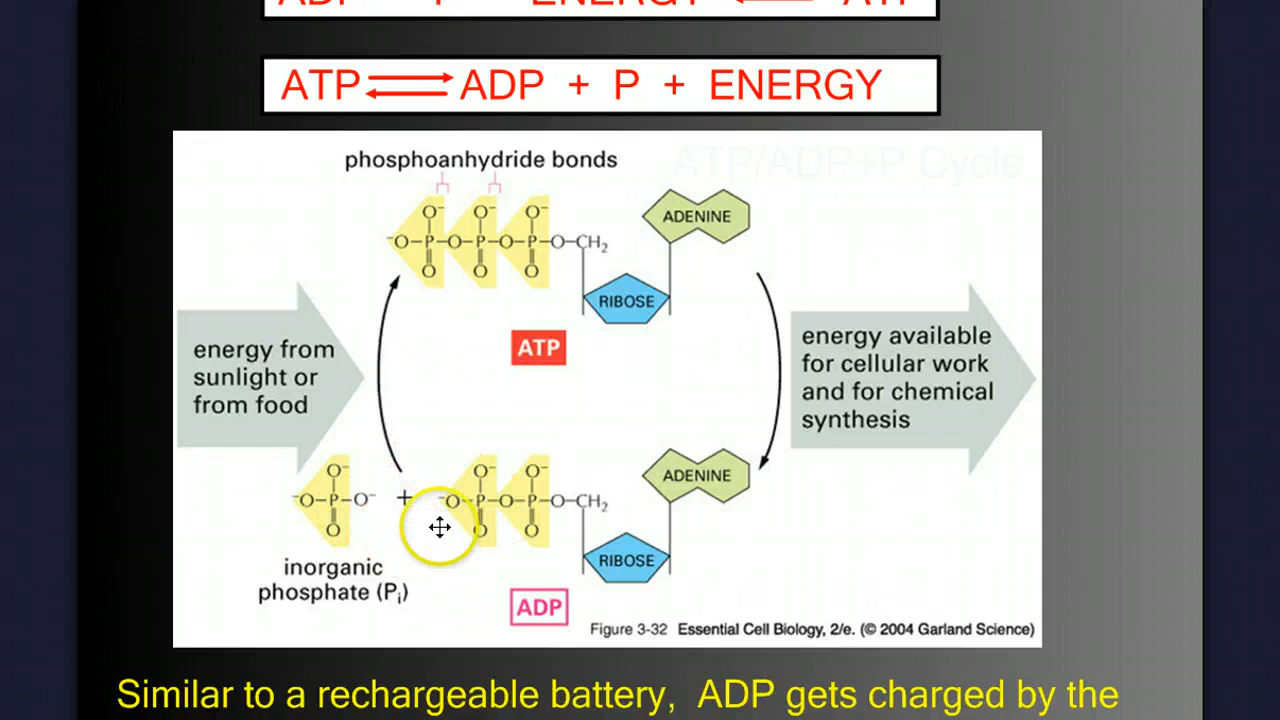 ADP + P + ENERGY ⇌ ATP
ATP ⇌ ADP + P + ENERGY
ATP/ADP+P Cycle
phosphoanhydride bonds
O⁻ O⁻ O⁻
⁻O–P–O–P–O–P–O–CH₂
O O O
ADENINE
RIBOSE
ATP
energy from
sunlight or
from food
energy available
for cellular work
and for chemical
synthesis
O⁻
⁻O–P–O⁻
O
+
O⁻ O⁻
⁻O–P–O–P–O–CH₂
O O
ADENINE
RIBOSE
inorganic
phosphate (Pᵢ)
ADP
Figure 3-32 Essential Cell Biology, 2/e. (© 2004 Garland Science)
Similar to a rechargeable battery, ADP gets charged by the